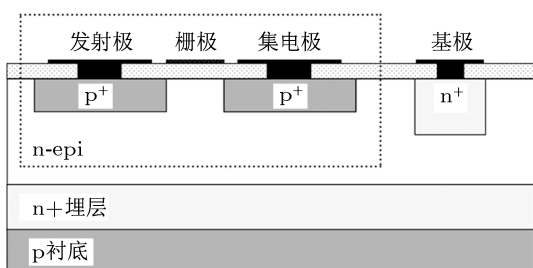 发射极 栅极 集电极 基极
p+ p+ n+
n-epi
n+埋层
p衬底